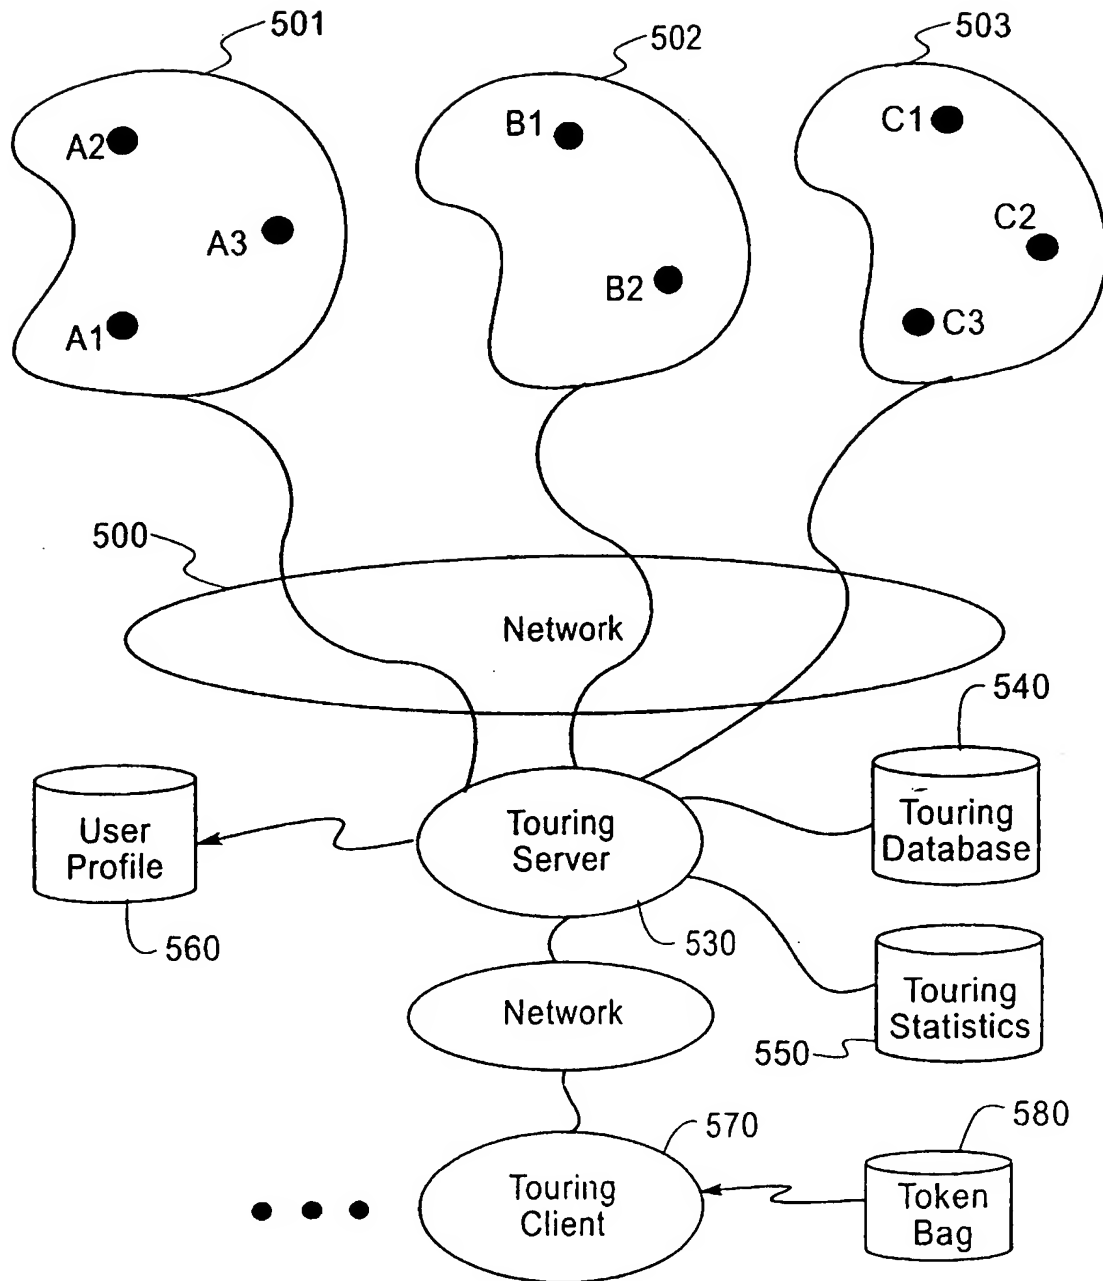 501
502
503
A2
A3
A1
B1
B2
C1
C2
C3
500
Network
540
User
Profile
560
Touring
Server
530
Touring
Database
Touring
Statistics
550
Network
570
580
Touring
Client
Token
Bag